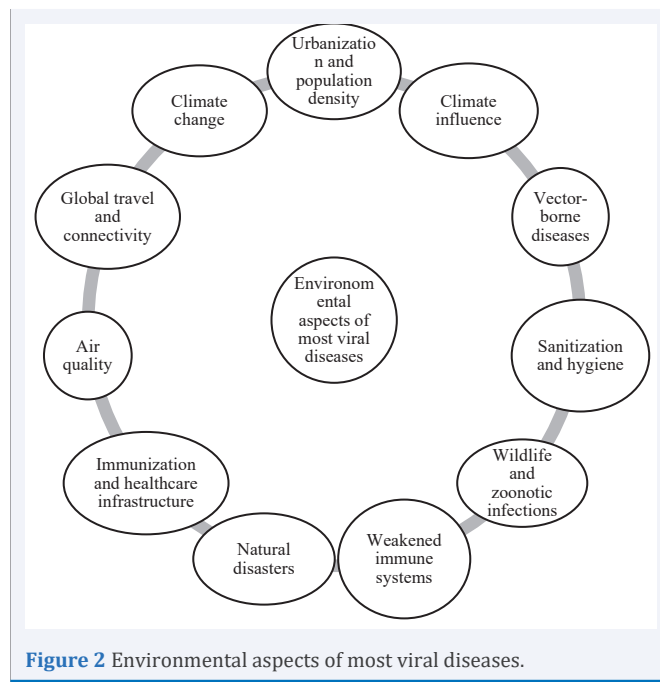 Urbanizatio
n and
population
density
Climate
influence
Vector-
borne
diseases
Sanitization
and hygiene
Wildlife
and
zoonotic
infections
Weakened
immune
systems
Natural
disasters
Immunization
and healthcare
infrastructure
Air
quality
Global travel
and
connectivity
Climate
change
Environom
ental
aspects of
most viral
diseases
Figure 2 Environmental aspects of most viral diseases.